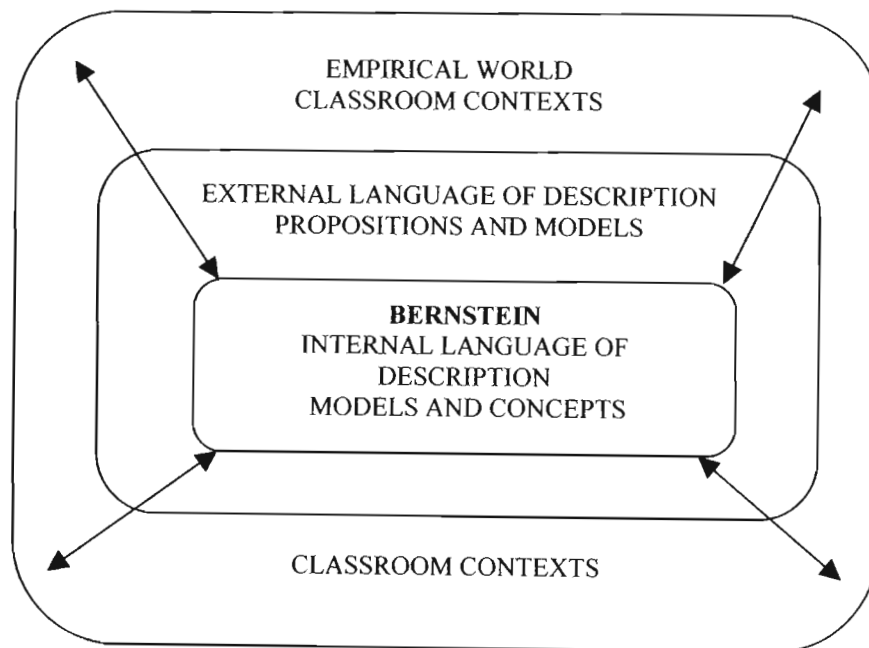 EMPIRICAL WORLD
CLASSROOM CONTEXTS
EXTERNAL LANGUAGE OF DESCRIPTION
PROPOSITIONS AND MODELS
BERNSTEIN
INTERNAL LANGUAGE OF
DESCRIPTION
MODELS AND CONCEPTS
CLASSROOM CONTEXTS